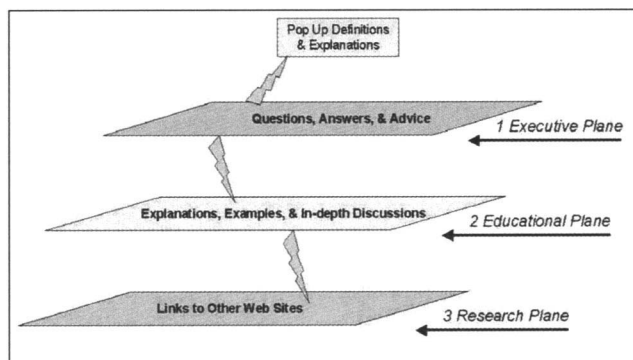 Pop Up Definitions
& Explanations
Questions, Answers, & Advice
1 Executive Plane
Explanations, Examples, & In-depth Discussions
2 Educational Plane
Links to Other Web Sites
3 Research Plane